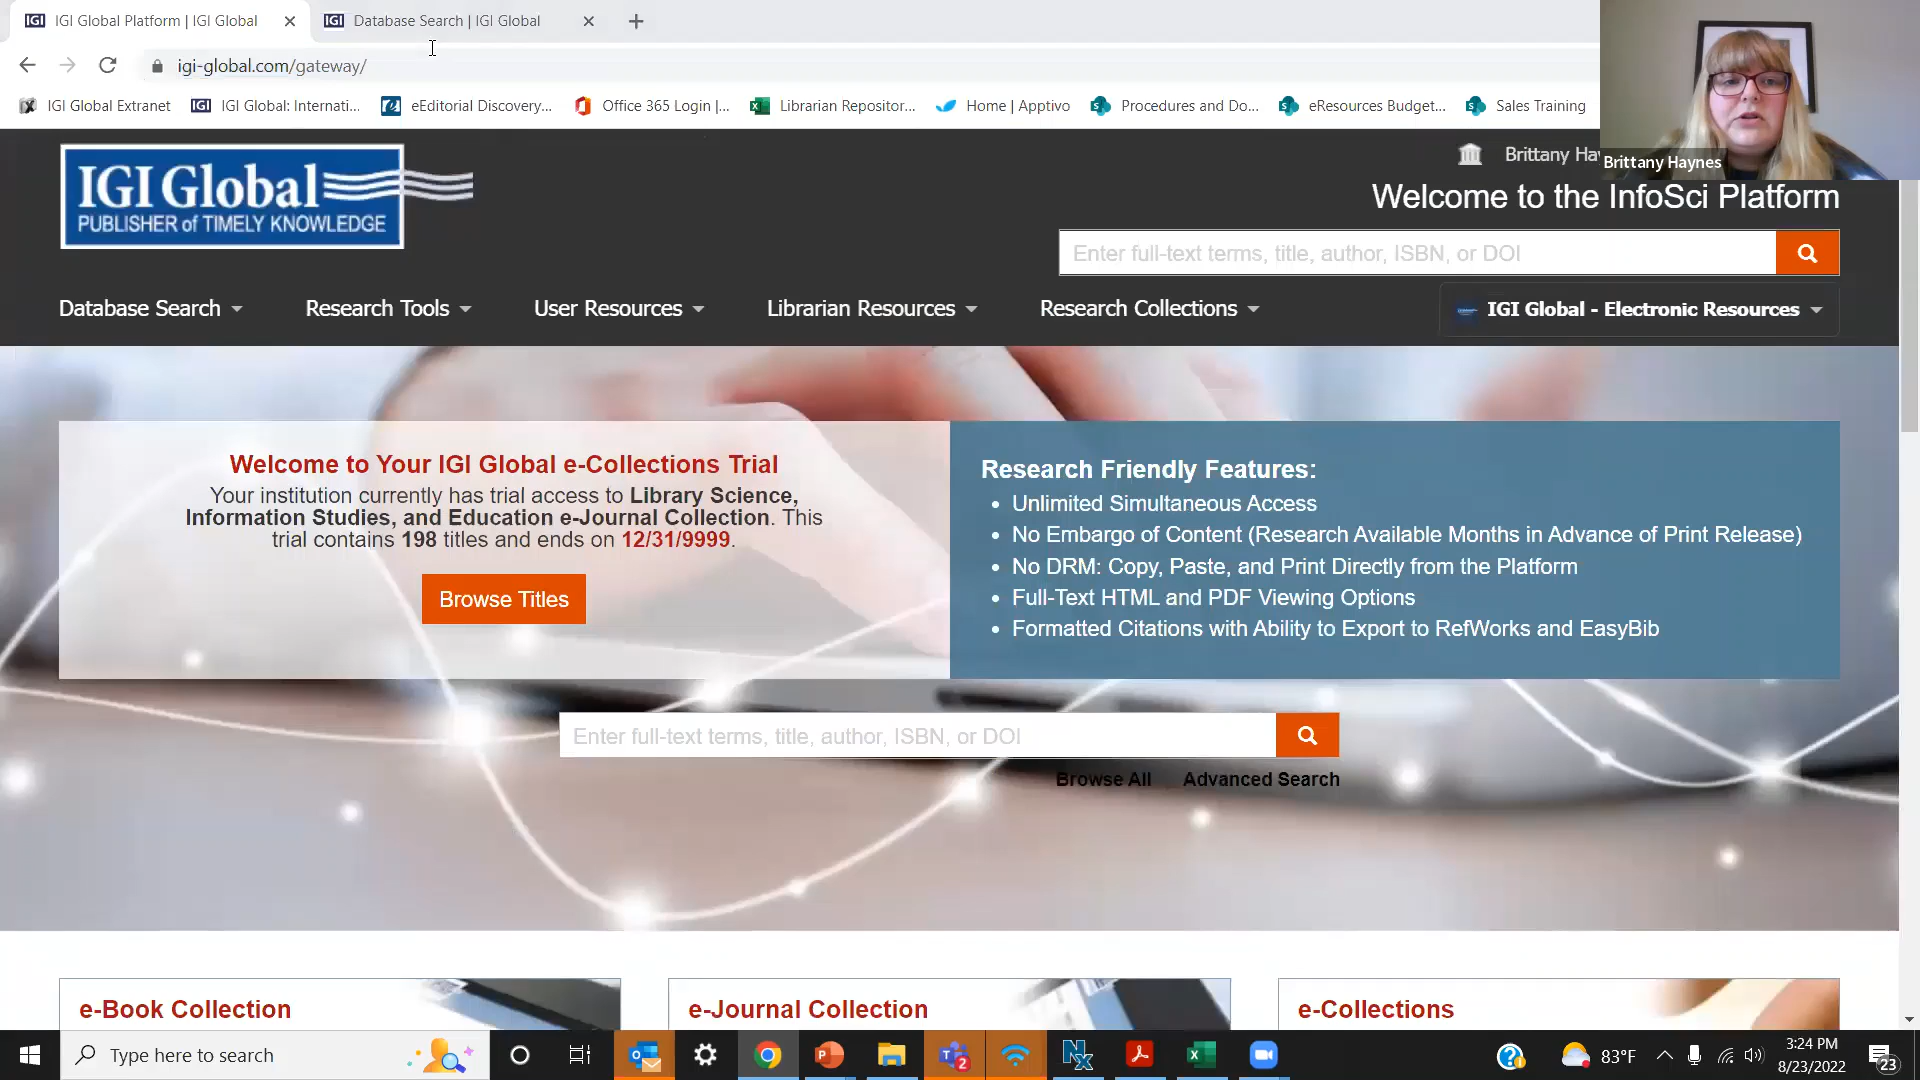 IGI Global Platform | IGI Global
Database Search | IGI Global
igi-global.com/gateway/
IGI Global Extranet
IGI Global: Internati...
eEditorial Discovery...
Office 365 Login |...
Librarian Repositor...
Home | Apptivo
Procedures and Do...
eResources Budget...
Sales Training
Brittany Haynes
IGI Global
PUBLISHER of TIMELY KNOWLEDGE
Brittany Hay
Welcome to the InfoSci Platform
Enter full-text terms, title, author, ISBN, or DOI
Database Search
Research Tools
User Resources
Librarian Resources
Research Collections
IGI Global - Electronic Resources
Welcome to Your IGI Global e-Collections Trial
Your institution currently has trial access to Library Science,
Information Studies, and Education e-Journal Collection. This
trial contains 198 titles and ends on 12/31/9999.
Browse Titles
Research Friendly Features:
• Unlimited Simultaneous Access
• No Embargo of Content (Research Available Months in Advance of Print Release)
• No DRM: Copy, Paste, and Print Directly from the Platform
• Full-Text HTML and PDF Viewing Options
• Formatted Citations with Ability to Export to RefWorks and EasyBib
Enter full-text terms, title, author, ISBN, or DOI
Browse All
Advanced Search
e-Book Collection
e-Journal Collection
e-Collections
Type here to search
83°F
3:24 PM
8/23/2022
23